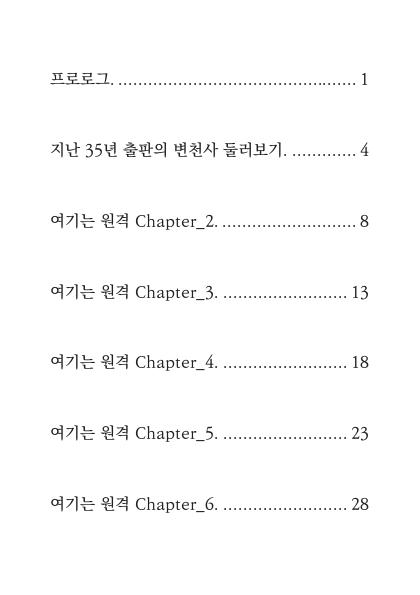 프로로그. ................................................ 1
지난 35년 출판의 변천사 둘러보기. ............. 4
여기는 원격 Chapter_2. ........................... 8
여기는 원격 Chapter_3. ......................... 13
여기는 원격 Chapter_4. ......................... 18
여기는 원격 Chapter_5. ......................... 23
여기는 원격 Chapter_6. ......................... 28